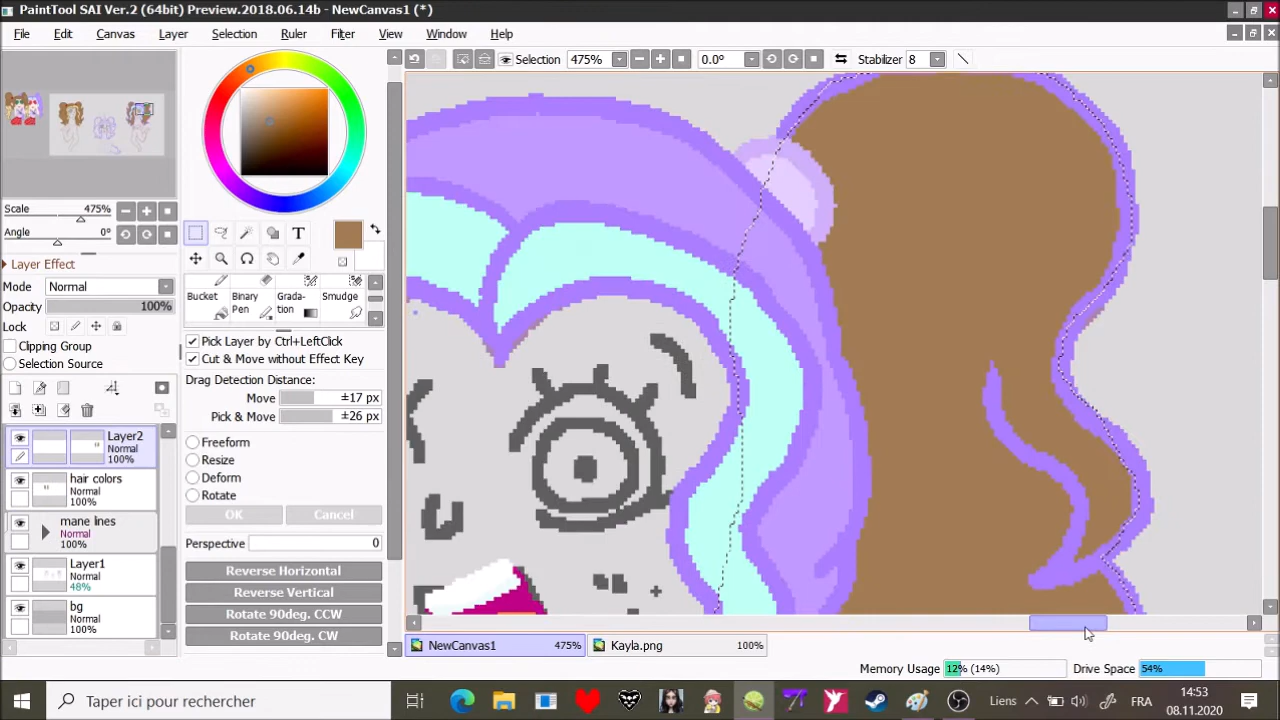 PaintTool SAI Ver.2 (64bit) Preview.2018.06.14b - NewCanvas1 (*)
File Edit Canvas Layer Selection Ruler Filter View Window Help
Selection 475% 0.0° Stabilizer 8
Scale 475%
Angle 0°
Layer Effect
Mode Normal
Opacity 100%
Lock
Clipping Group
Selection Source
Layer2
Normal
100%
hair colors
Normal
100%
mane lines
Normal
100%
Layer1
Normal
48%
bg
Normal
100%
T
Bucket Binary Pen Grada-tion Smudge
Pick Layer by Ctrl+LeftClick
Cut & Move without Effect Key
Drag Detection Distance:
Move ±17 px
Pick & Move ±26 px
Freeform
Resize
Deform
Rotate
OK Cancel
Perspective 0
Reverse Horizontal
Reverse Vertical
Rotate 90deg. CCW
Rotate 90deg. CW
NewCanvas1 475% Kayla.png 100%
Memory Usage 12% (14%) Drive Space 54%
Taper ici pour rechercher
Liens FRA 14:53
08.11.2020